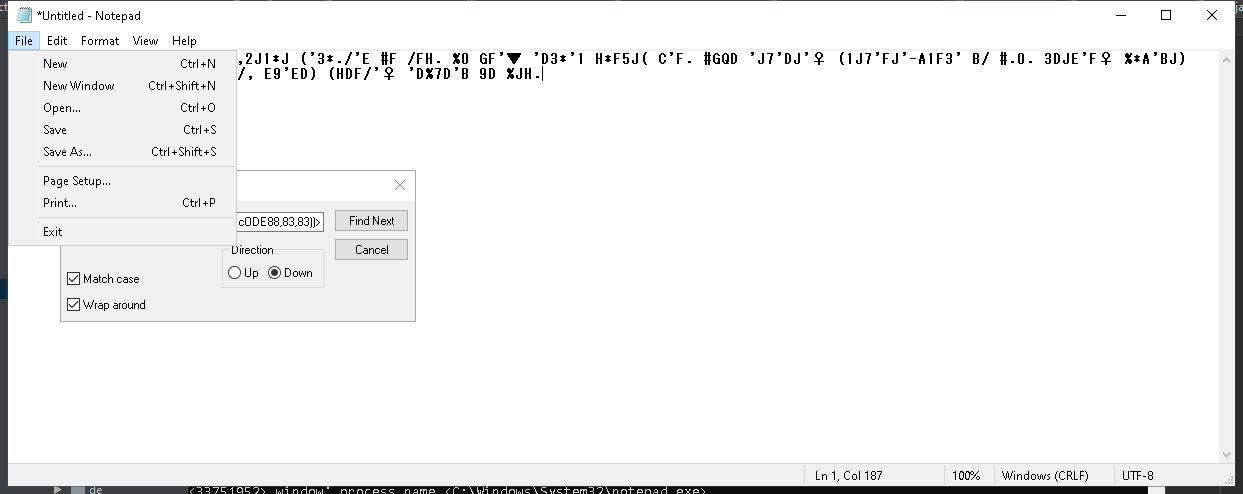 *Untitled - Notepad
File Edit Format View Help
,2J1*J ('3*./'E #F /FH. %0 GF'▼ 'D3*'1 H*F5J( C'F. #GQD 'J7'DJ'♀ (1J7'FJ'-A1F3' B/ #.O. 3DJE'F♀ %*A'BJ)
/, E9'ED) (HDF/'♀ 'D%7D'B 9D %JH.
New Ctrl+N
New Window Ctrl+Shift+N
Open... Ctrl+O
Save Ctrl+S
Save As... Ctrl+Shift+S
Page Setup...
Print... Ctrl+P
Exit
cODE88,83,83))> Find Next
Cancel
Direction
Up Down
Match case
Wrap around
Ln 1, Col 187 100% Windows (CRLF) UTF-8
de <33751952> window' process name <C:\Windows\System32\notepad.exe>